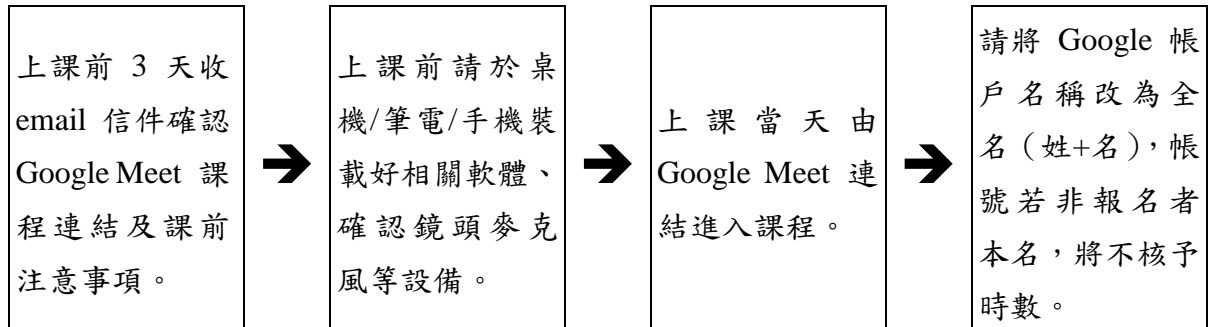 上課前 3 天收
email 信件確認
Google Meet 課
程連結及課前
注意事項。
➔
上課前請於桌
機/筆電/手機裝
載好相關軟體、
確認鏡頭麥克
風等設備。
➔
上課當天由
Google Meet 連
結進入課程。
➔
請將 Google 帳
戶名稱改為全
名（姓+名），帳
號若非報名者
本名，將不核予
時數。